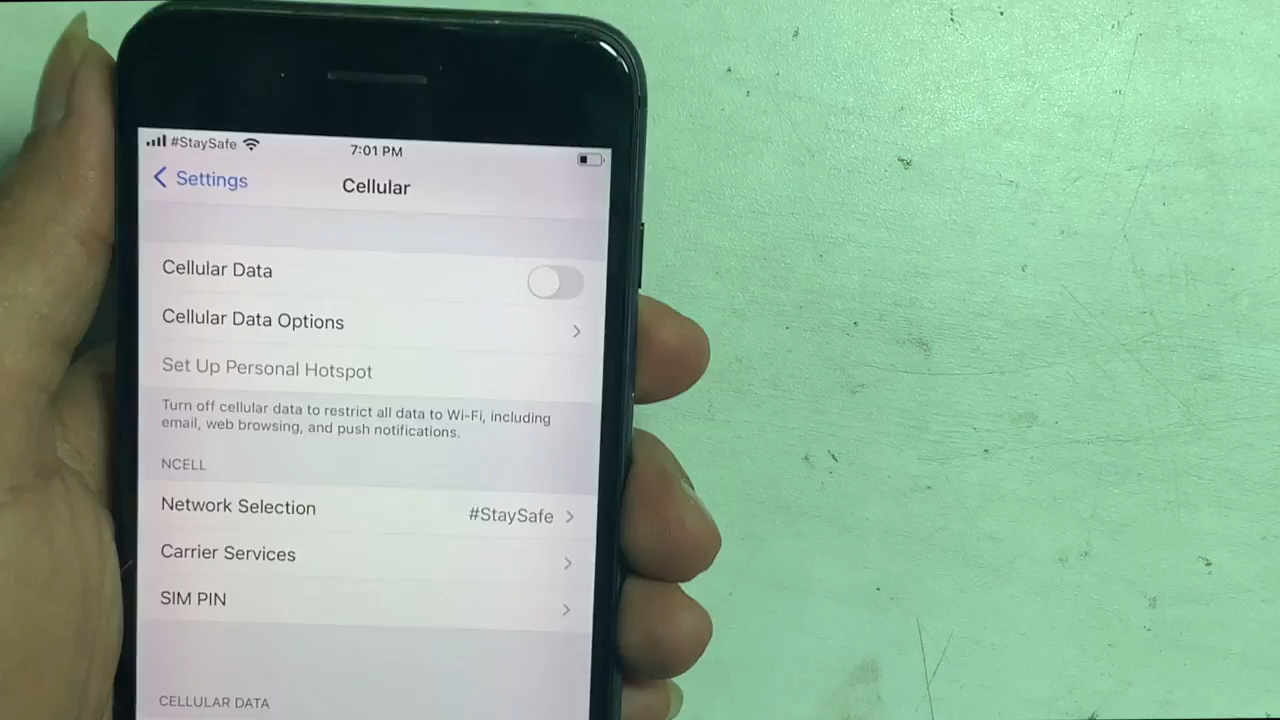 #StaySafe
7:01 PM
Settings
Cellular
Cellular Data
Cellular Data Options
Set Up Personal Hotspot
Turn off cellular data to restrict all data to Wi-Fi, including
email, web browsing, and push notifications.
NCELL
Network Selection #StaySafe
Carrier Services
SIM PIN
CELLULAR DATA